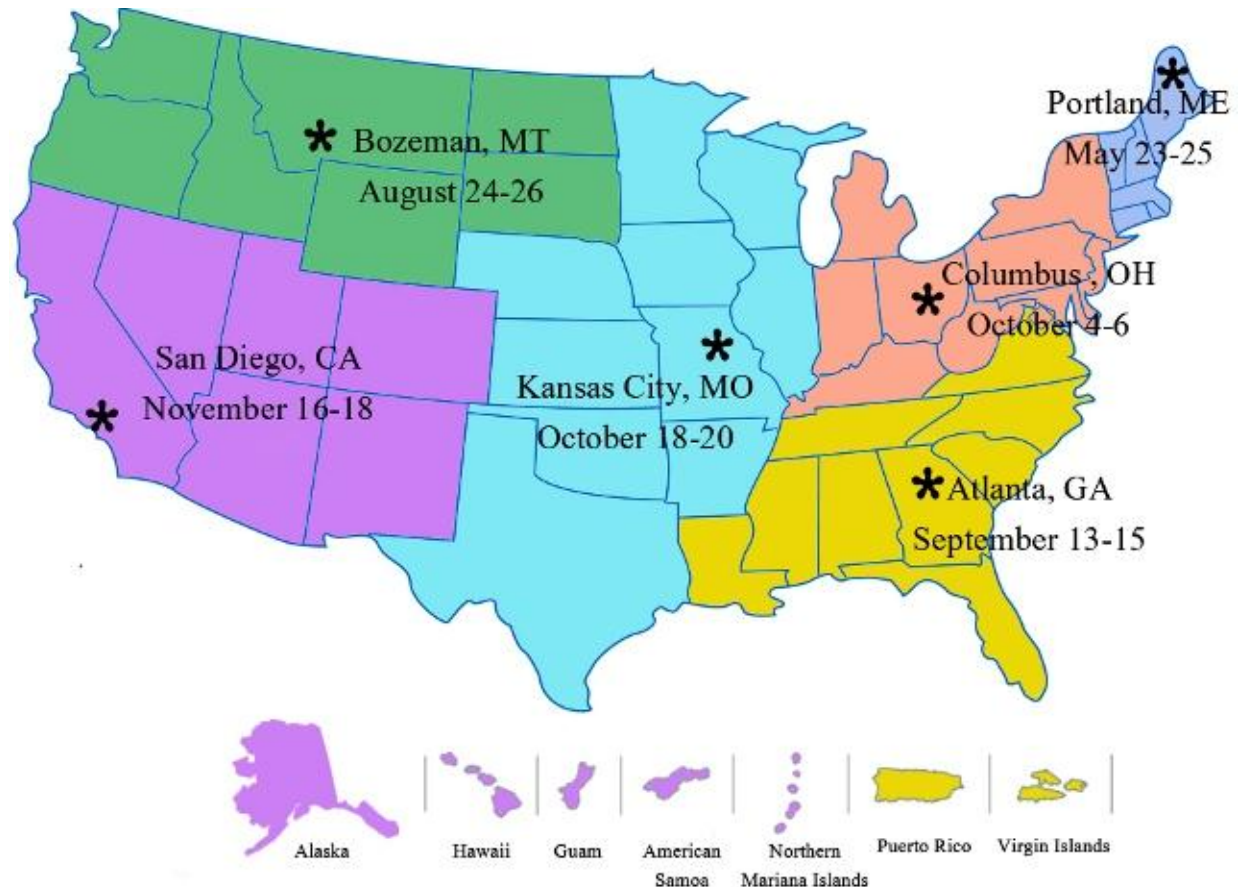 Portland, ME
May 23-25
Bozeman, MT
August 24-26
Columbus , OH
October 4-6
San Diego, CA
November 16-18
Kansas City, MO
October 18-20
Atlanta, GA
September 13-15
Alaska
Hawaii
Guam
American
Samoa
Northern
Mariana Islands
Puerto Rico
Virgin Islands